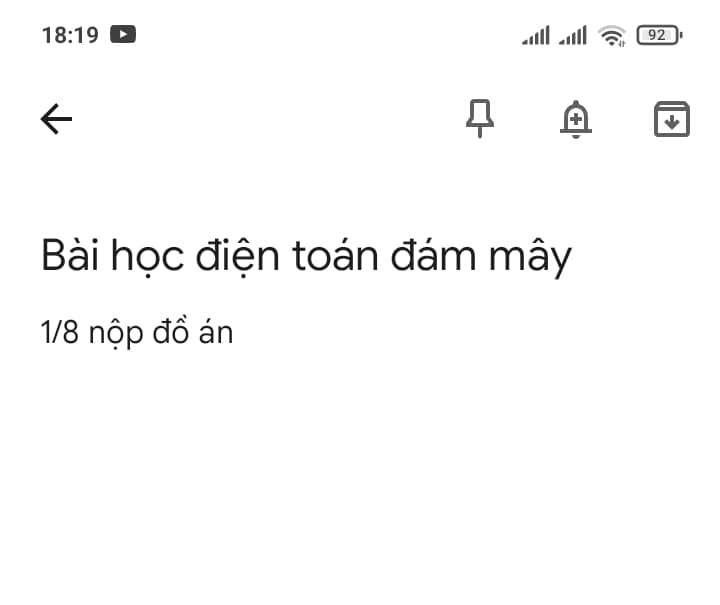 18:19
92
Bài học điện toán đám mây
1/8 nộp đồ án